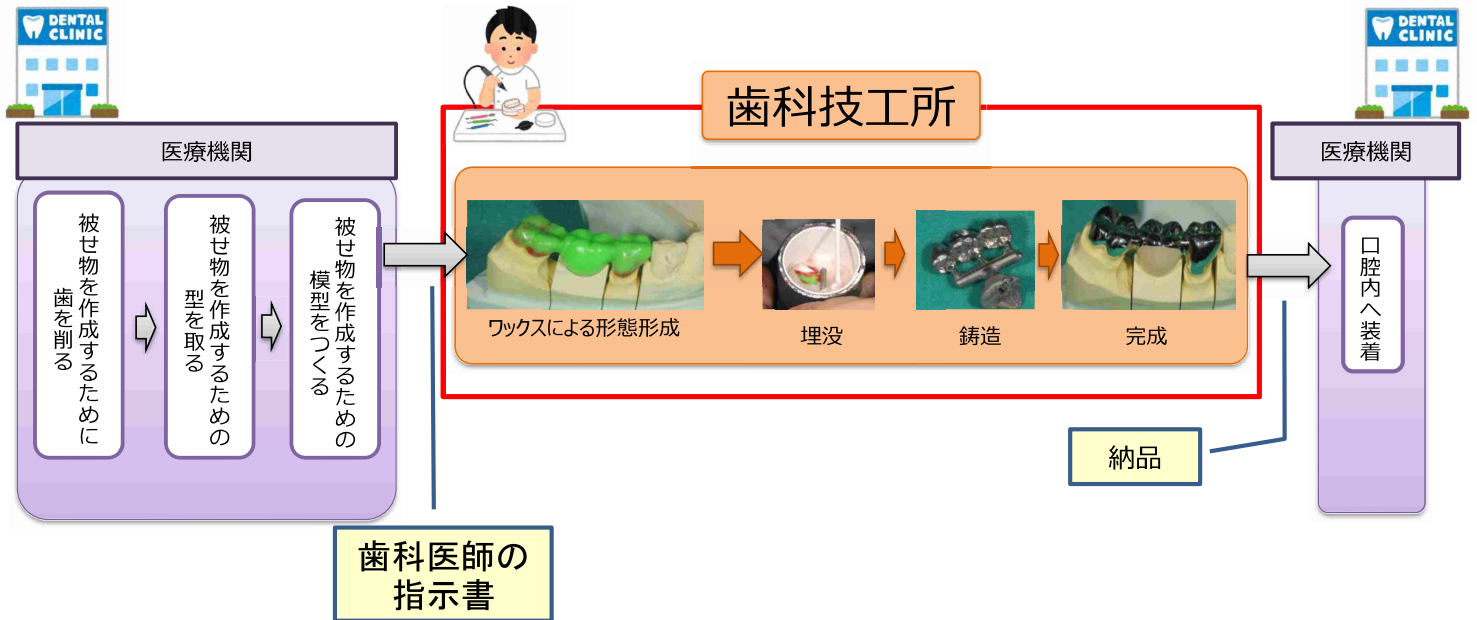 DENTAL
CLINIC
医療機関
被せ物を作成するために
歯を削る
被せ物を作成するための
型を取る
被せ物を作成するための
模型をつくる
歯科医師の
指示書
歯科技工所
ワックスによる形態形成
埋没
鋳造
完成
納品
DENTAL
CLINIC
医療機関
口腔内へ装着